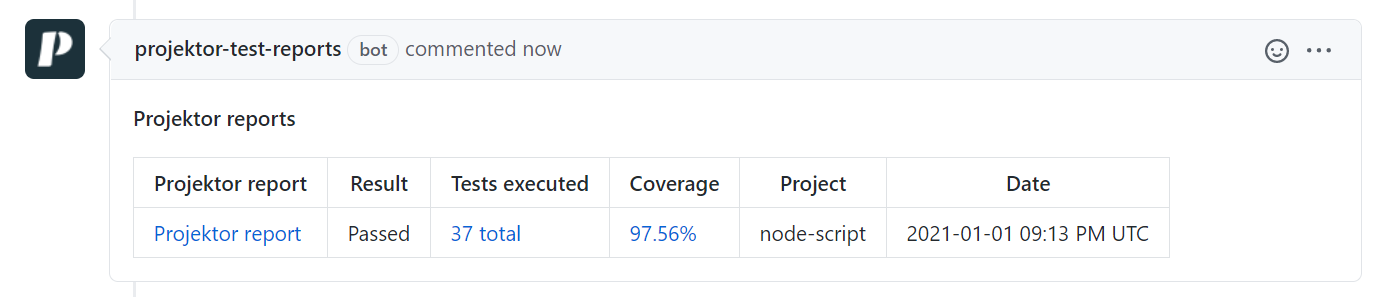 projektor-test-reports bot commented now
Projektor reports
Projektor report Result Tests executed Coverage Project Date
Projektor report Passed 37 total 97.56% node-script 2021-01-01 09:13 PM UTC